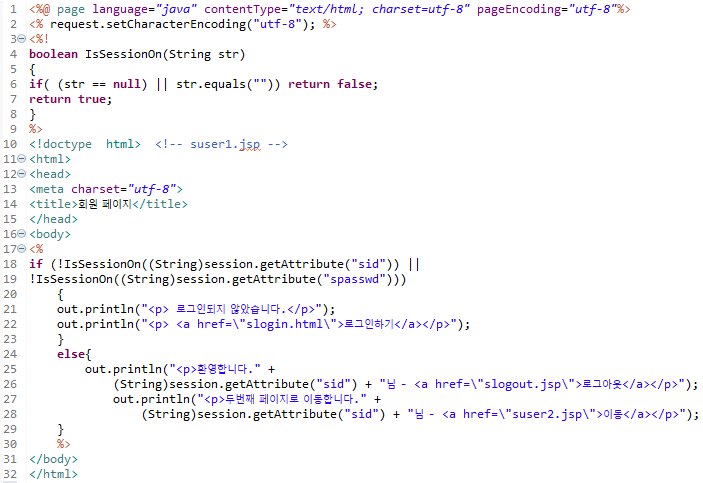 1 <%@ page language="java" contentType="text/html; charset=utf-8" pageEncoding="utf-8"%>
2 <% request.setCharacterEncoding("utf-8"); %>
3 <%!
4 boolean IsSessionOn(String str)
5 {
6 if( (str == null) || str.equals("")) return false;
7 return true;
8 }
9 %>
10 <!doctype  html>  <!-- suser1.jsp -->
11 <html>
12 <head>
13 <meta charset="utf-8">
14 <title>회원 페이지</title>
15 </head>
16 <body>
17 <%
18 if (!IsSessionOn((String)session.getAttribute("sid")) ||
19 !IsSessionOn((String)session.getAttribute("spasswd")))
20     {
21     out.println("<p> 로그인되지 않았습니다.</p>");
22     out.println("<p> <a href=\"slogin.html\">로그인하기</a></p>");
23     }
24     else{
25         out.println("<p>환영합니다." +
26             (String)session.getAttribute("sid") + "님 - <a href=\"slogout.jsp\">로그아웃</a></p>");
27             out.println("<p>두번째 페이지로 이동합니다." +
28                 (String)session.getAttribute("sid") + "님 - <a href=\"suser2.jsp\">이동</a></p>");
29     }
30     %>
31 </body>
32 </html>